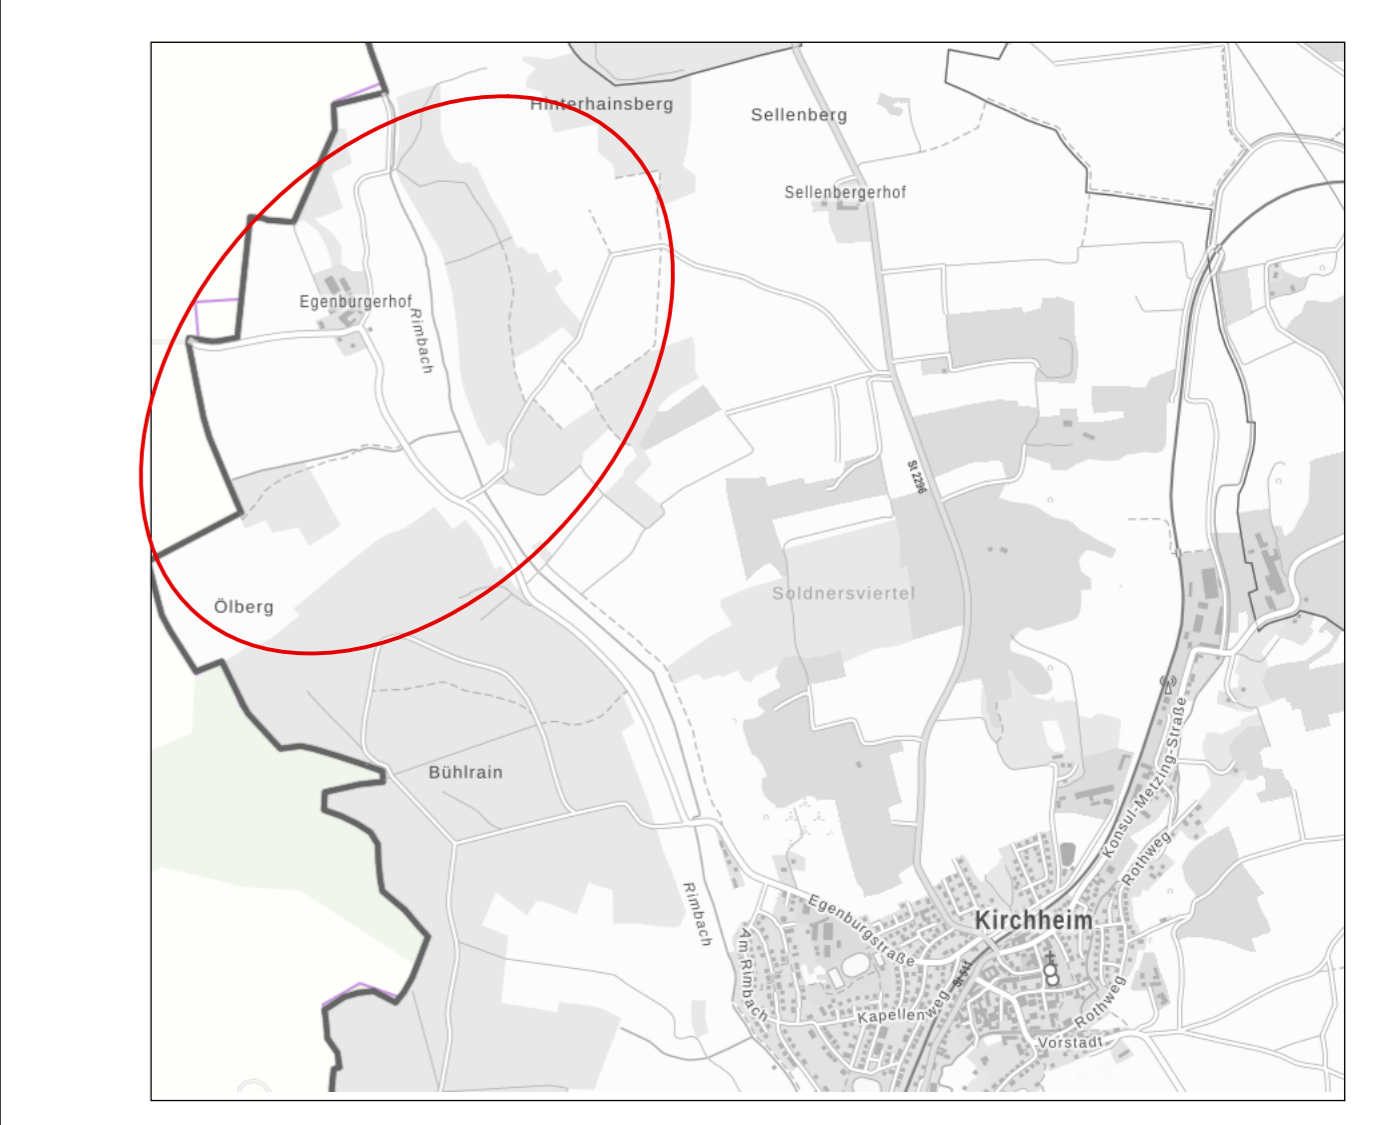 Hinterhainsberg
Sellenberg
Sellenbergerhof
Egenburgerhof
Rimbach
St 2296
Soldnersviertel
Ölberg
Bühlrain
Konsul-Metzing-Straße
Rothweg
Rimbach
Egenburgstraße
Kirchheim
Am Rimbach
Kapellenweg
Rothweg
Vorstadt